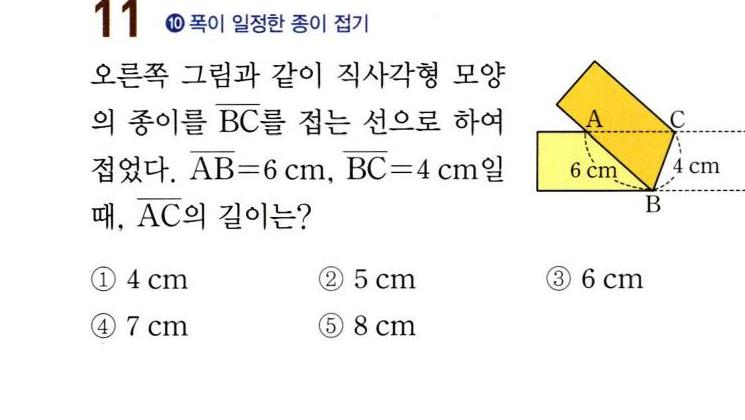 11 ⑩ 폭이 일정한 종이 접기
오른쪽 그림과 같이 직사각형 모양
의 종이를 BC를 접는 선으로 하여
접었다. AB=6 cm, BC=4 cm일
때, AC의 길이는?
A
C
6 cm
4 cm
B
① 4 cm ② 5 cm ③ 6 cm
④ 7 cm ⑤ 8 cm